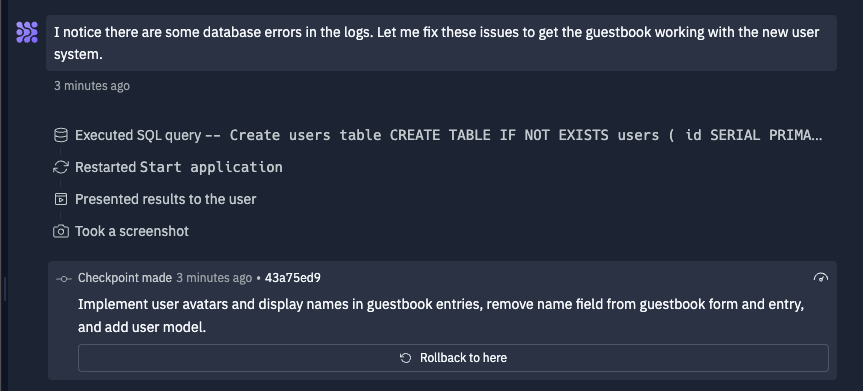 I notice there are some database errors in the logs. Let me fix these issues to get the guestbook working with the new user
system.
3 minutes ago
Executed SQL query -- Create users table CREATE TABLE IF NOT EXISTS users ( id SERIAL PRIMA...
Restarted Start application
Presented results to the user
Took a screenshot
Checkpoint made 3 minutes ago • 43a75ed9
Implement user avatars and display names in guestbook entries, remove name field from guestbook form and entry,
and add user model.
Rollback to here